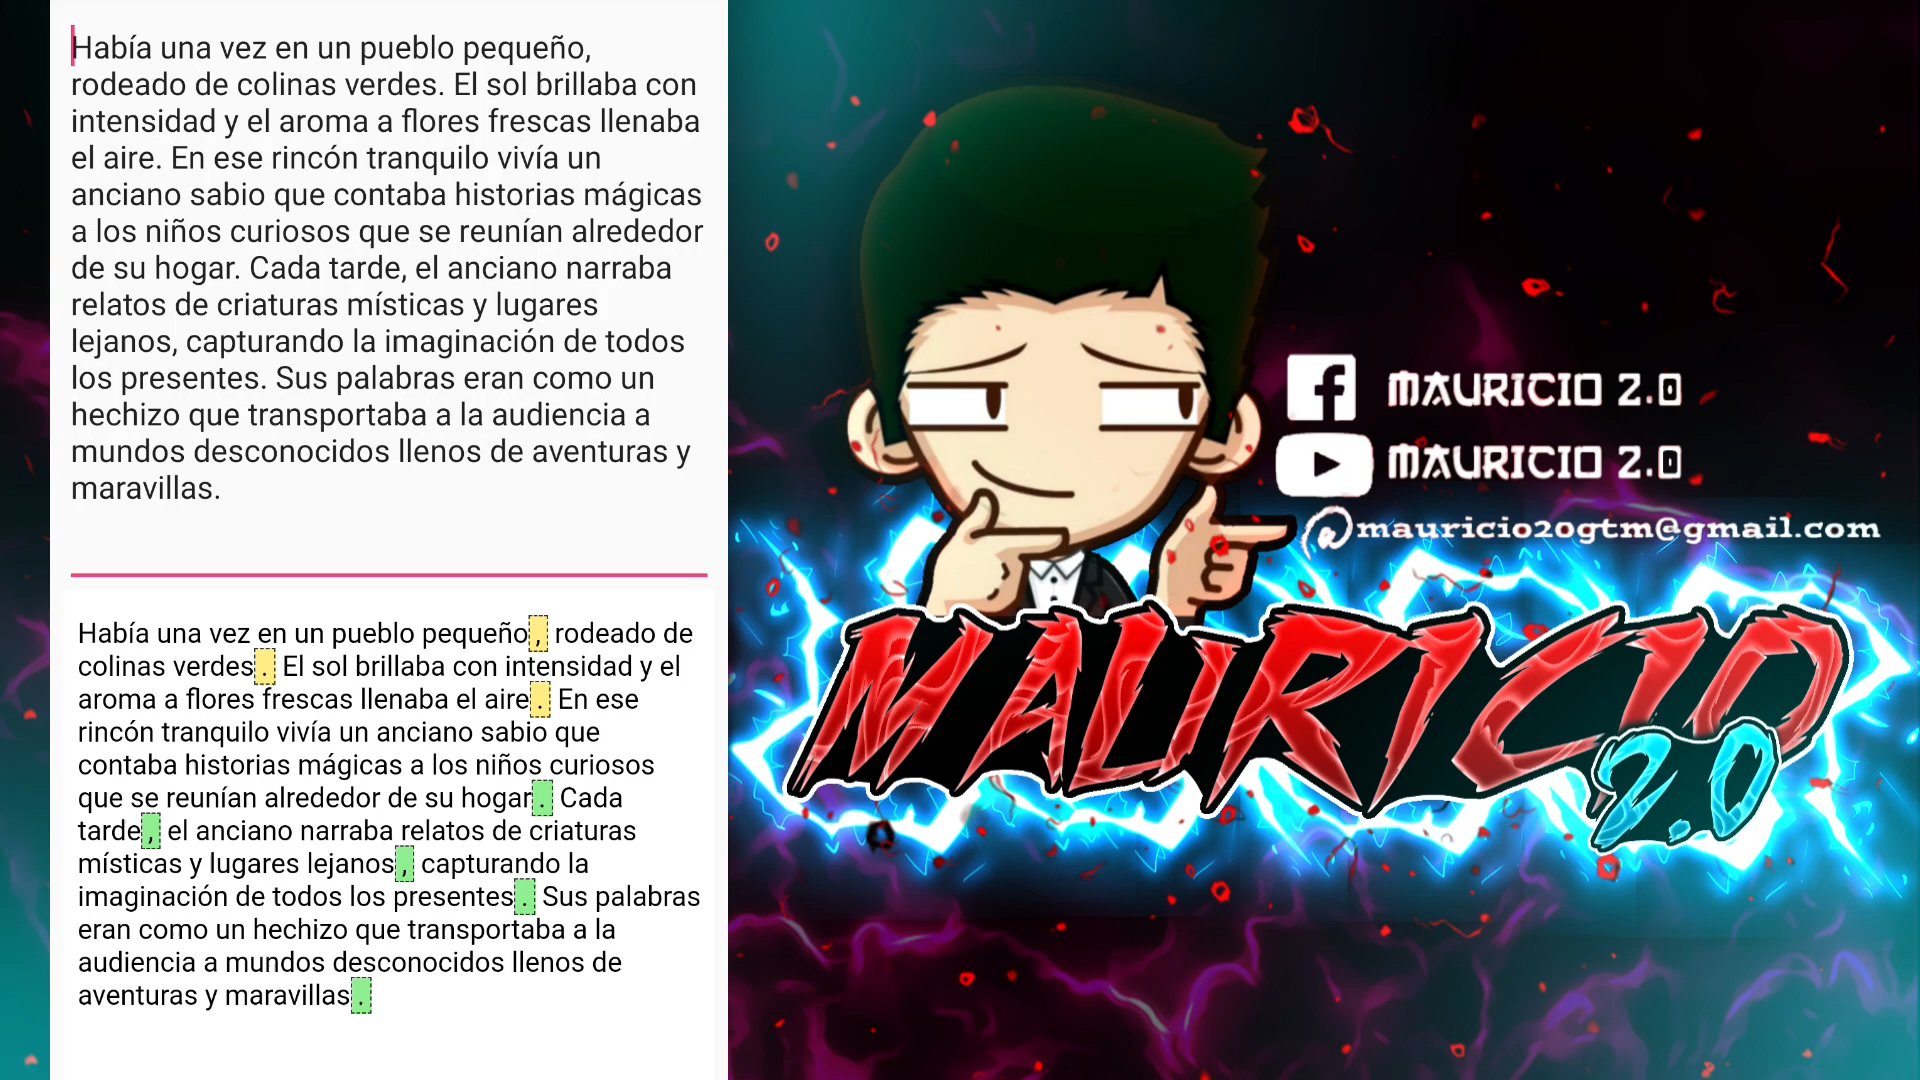 Había una vez en un pueblo pequeño,
rodeado de colinas verdes. El sol brillaba con
intensidad y el aroma a flores frescas llenaba
el aire. En ese rincón tranquilo vivía un
anciano sabio que contaba historias mágicas
a los niños curiosos que se reunían alrededor
de su hogar. Cada tarde, el anciano narraba
relatos de criaturas místicas y lugares
lejanos, capturando la imaginación de todos
los presentes. Sus palabras eran como un
hechizo que transportaba a la audiencia a
mundos desconocidos llenos de aventuras y
maravillas.
Había una vez en un pueblo pequeño, rodeado de
colinas verdes. El sol brillaba con intensidad y el
aroma a flores frescas llenaba el aire. En ese
rincón tranquilo vivía un anciano sabio que
contaba historias mágicas a los niños curiosos
que se reunían alrededor de su hogar. Cada
tarde, el anciano narraba relatos de criaturas
místicas y lugares lejanos, capturando la
imaginación de todos los presentes. Sus palabras
eran como un hechizo que transportaba a la
audiencia a mundos desconocidos llenos de
aventuras y maravillas.
MAURICIO 2.0
MAURICIO 2.0
@mauricio20gtm@gmail.com
MAURICIO
2.0